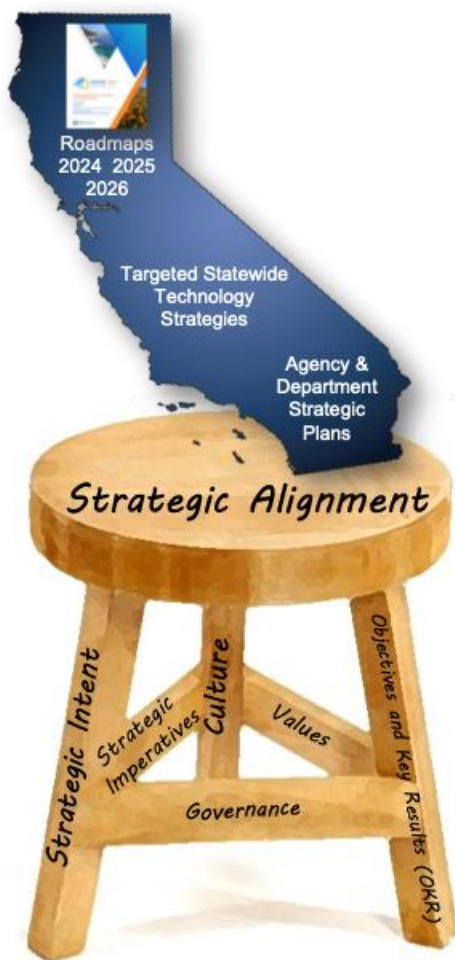 Roadmaps
2024 2025
2026
Targeted Statewide
Technology
Strategies
Agency &
Department
Strategic
Plans
Strategic Alignment
Strategic Intent
Strategic
Imperatives
Culture
Values
Objectives and Key Results (OKR)
Governance